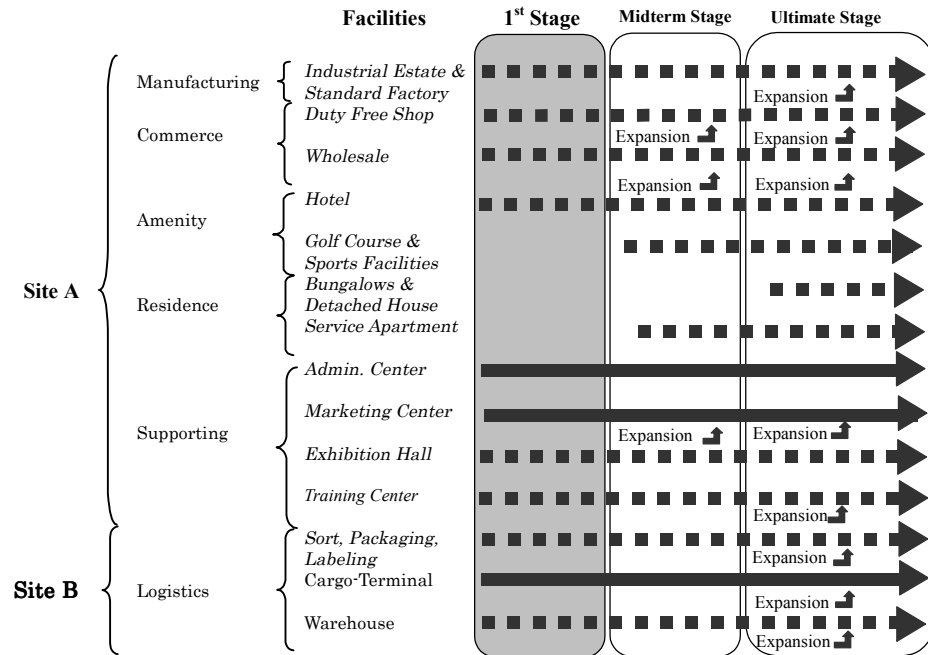 Facilities 1st Stage Midterm Stage Ultimate Stage
Manufacturing Industrial Estate &
Standard Factory
Expansion
Commerce Duty Free Shop
Expansion Expansion
Wholesale
Expansion Expansion
Hotel
Amenity
Golf Course &
Sports Facilities
Site A
Bungalows &
Residence Detached House
Service Apartment
Admin. Center
Marketing Center
Expansion Expansion
Supporting
Exhibition Hall
Training Center
Expansion
Sort, Packaging,
Labeling
Expansion
Site B Logistics Cargo-Terminal
Expansion
Warehouse
Expansion